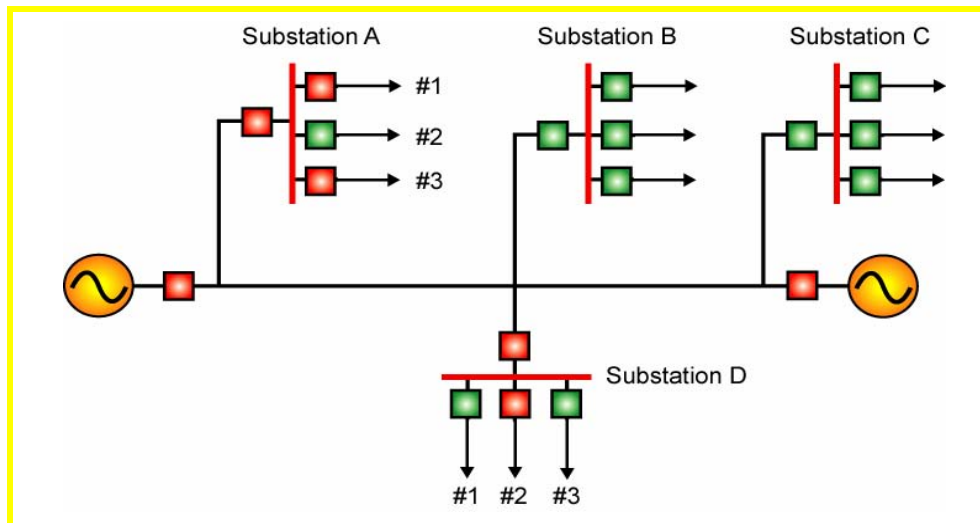 Substation A
Substation B
Substation C
#1
#2
#3
Substation D
#1 #2 #3